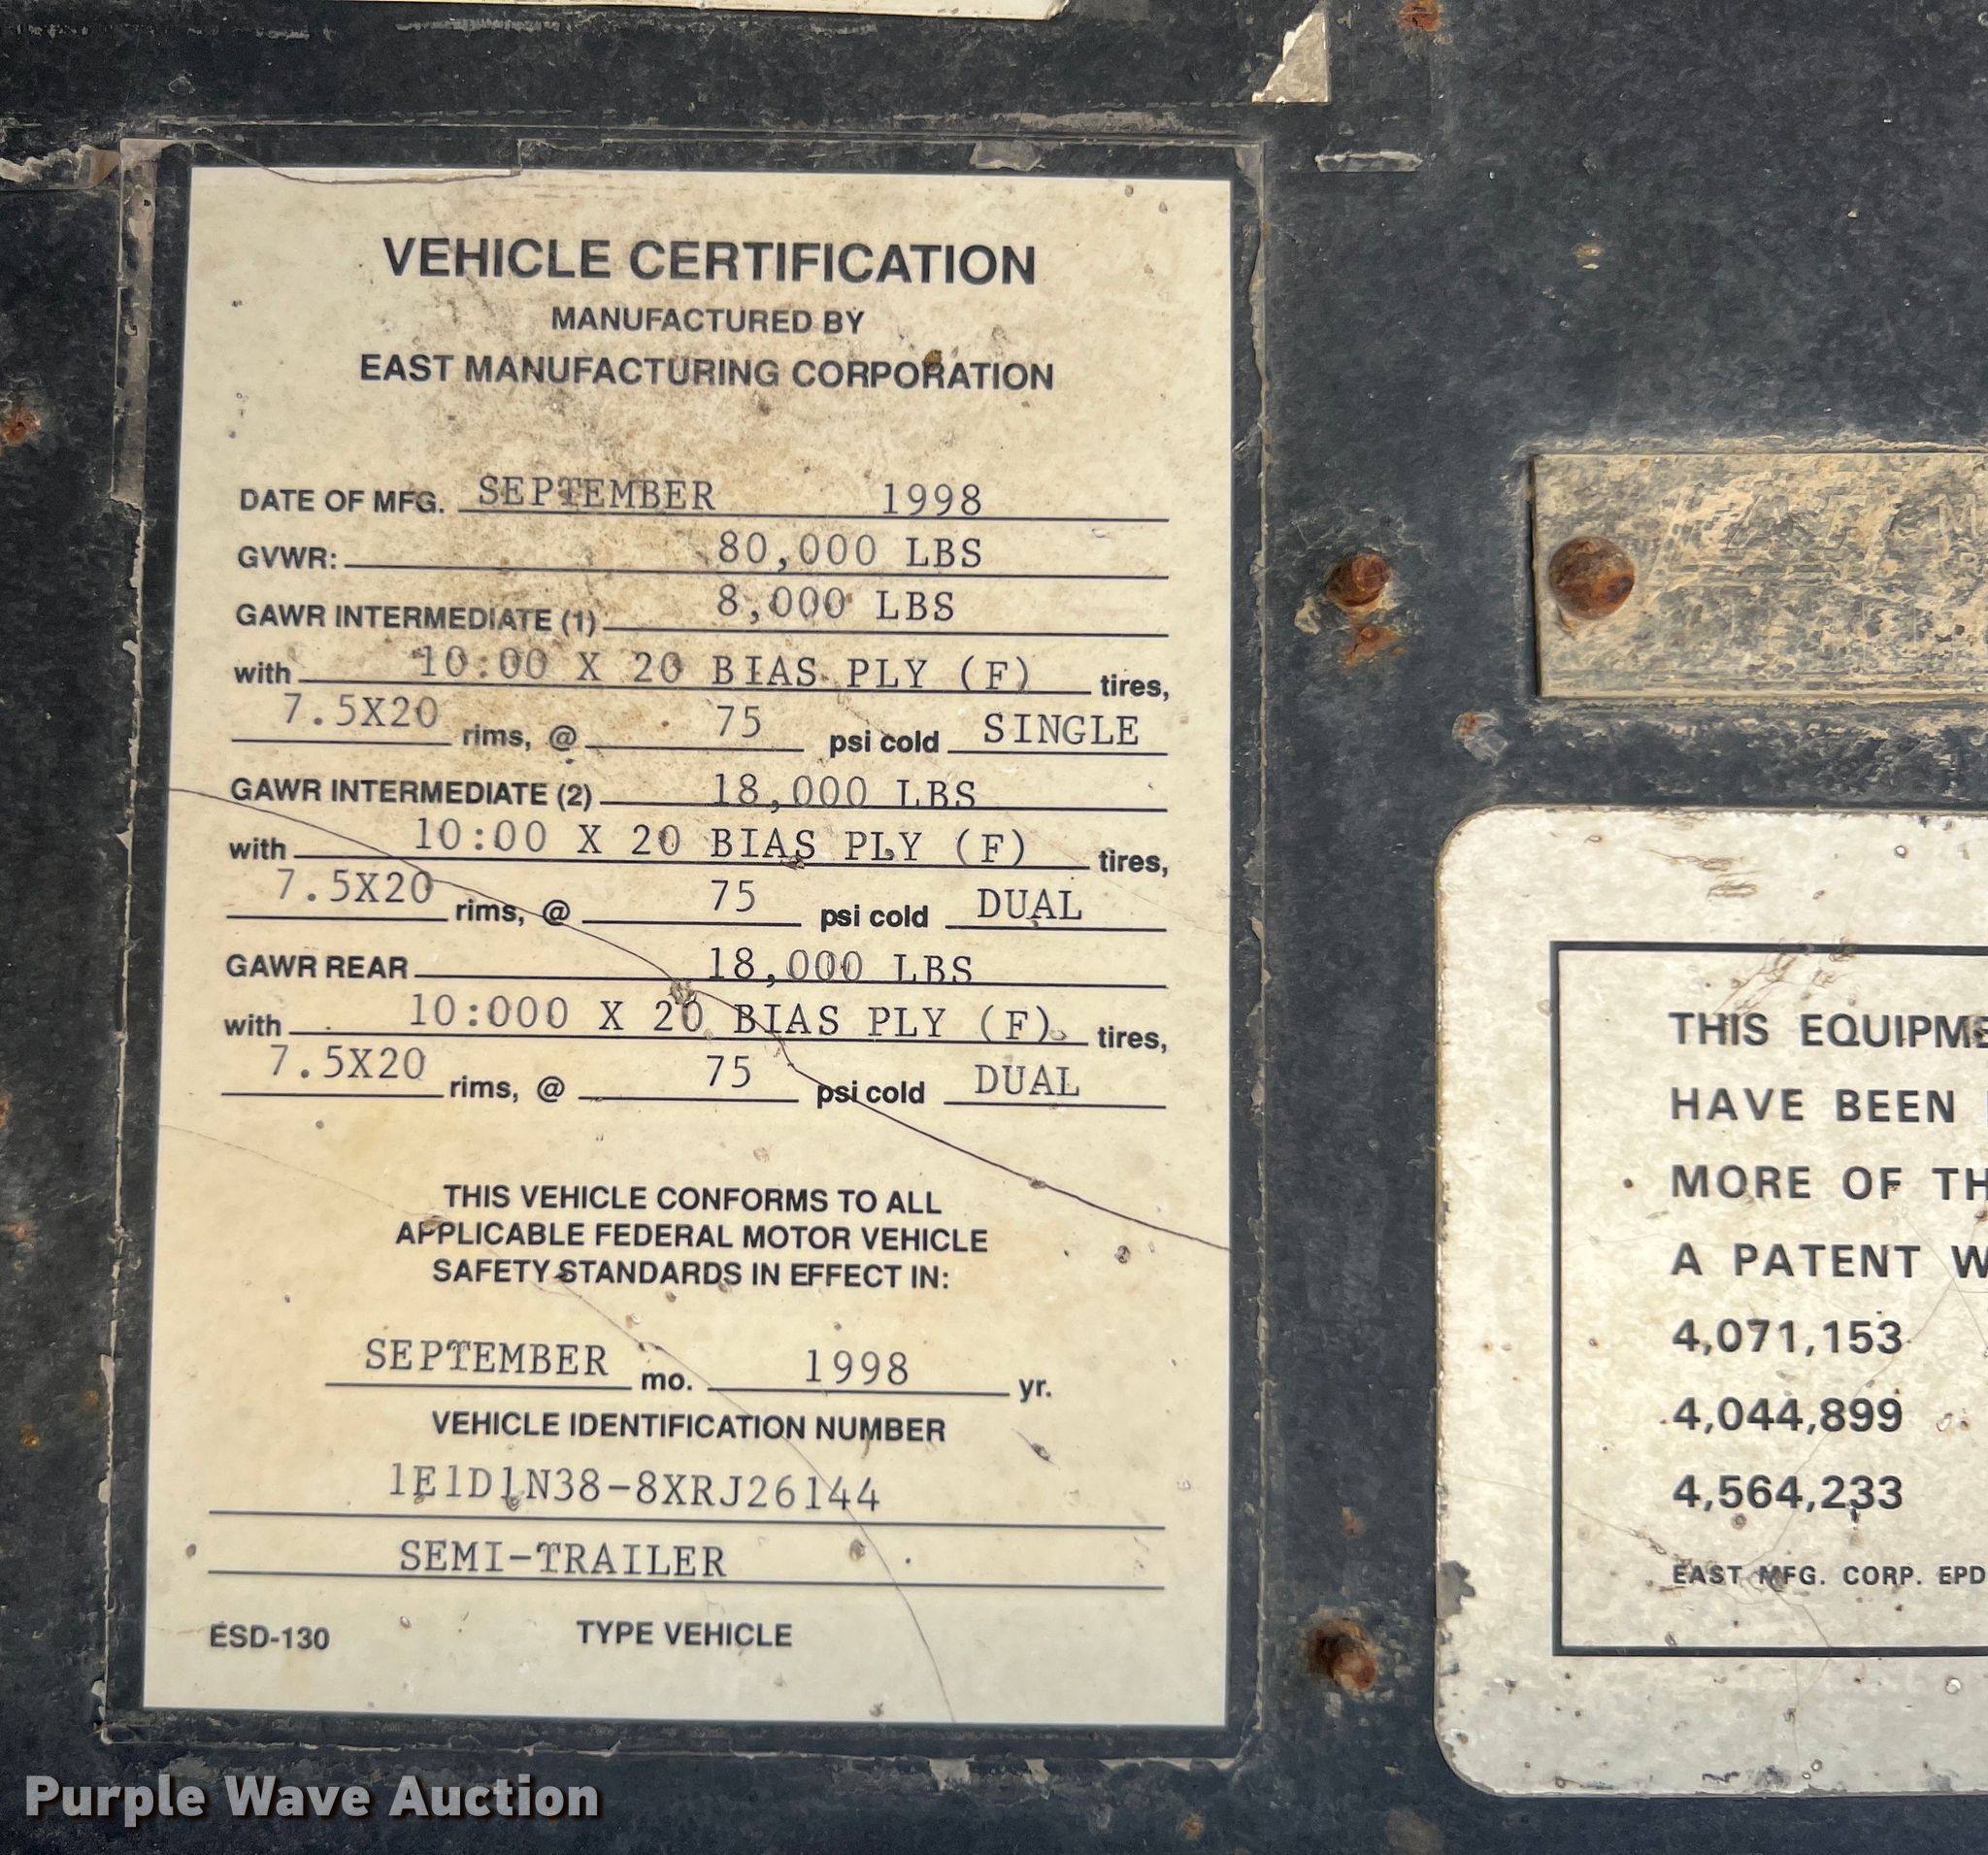 VEHICLE CERTIFICATION
MANUFACTURED BY
EAST MANUFACTURING CORPORATION
DATE OF MFG. SEPTEMBER 1998
GVWR: 80,000 LBS
GAWR INTERMEDIATE (1) 8,000 LBS
with 10:00 X 20 BIAS PLY (F) tires,
7.5X20 rims, @ 75 psi cold SINGLE
GAWR INTERMEDIATE (2) 18,000 LBS
with 10:00 X 20 BIAS PLY (F) tires,
7.5X20 rims, @ 75 psi cold DUAL
GAWR REAR 18,000 LBS
with 10:000 X 20 BIAS PLY (F) tires,
7.5X20 rims, @ 75 psi cold DUAL
THIS VEHICLE CONFORMS TO ALL
APPLICABLE FEDERAL MOTOR VEHICLE
SAFETY STANDARDS IN EFFECT IN:
SEPTEMBER mo. 1998 yr.
VEHICLE IDENTIFICATION NUMBER
1E1D1N38-8XRJ26144
SEMI-TRAILER
ESD-130 TYPE VEHICLE
THIS EQUIPME
HAVE BEEN
MORE OF TH
A PATENT W
4,071,153
4,044,899
4,564,233
EAST MFG. CORP. EPD
Purple Wave Auction